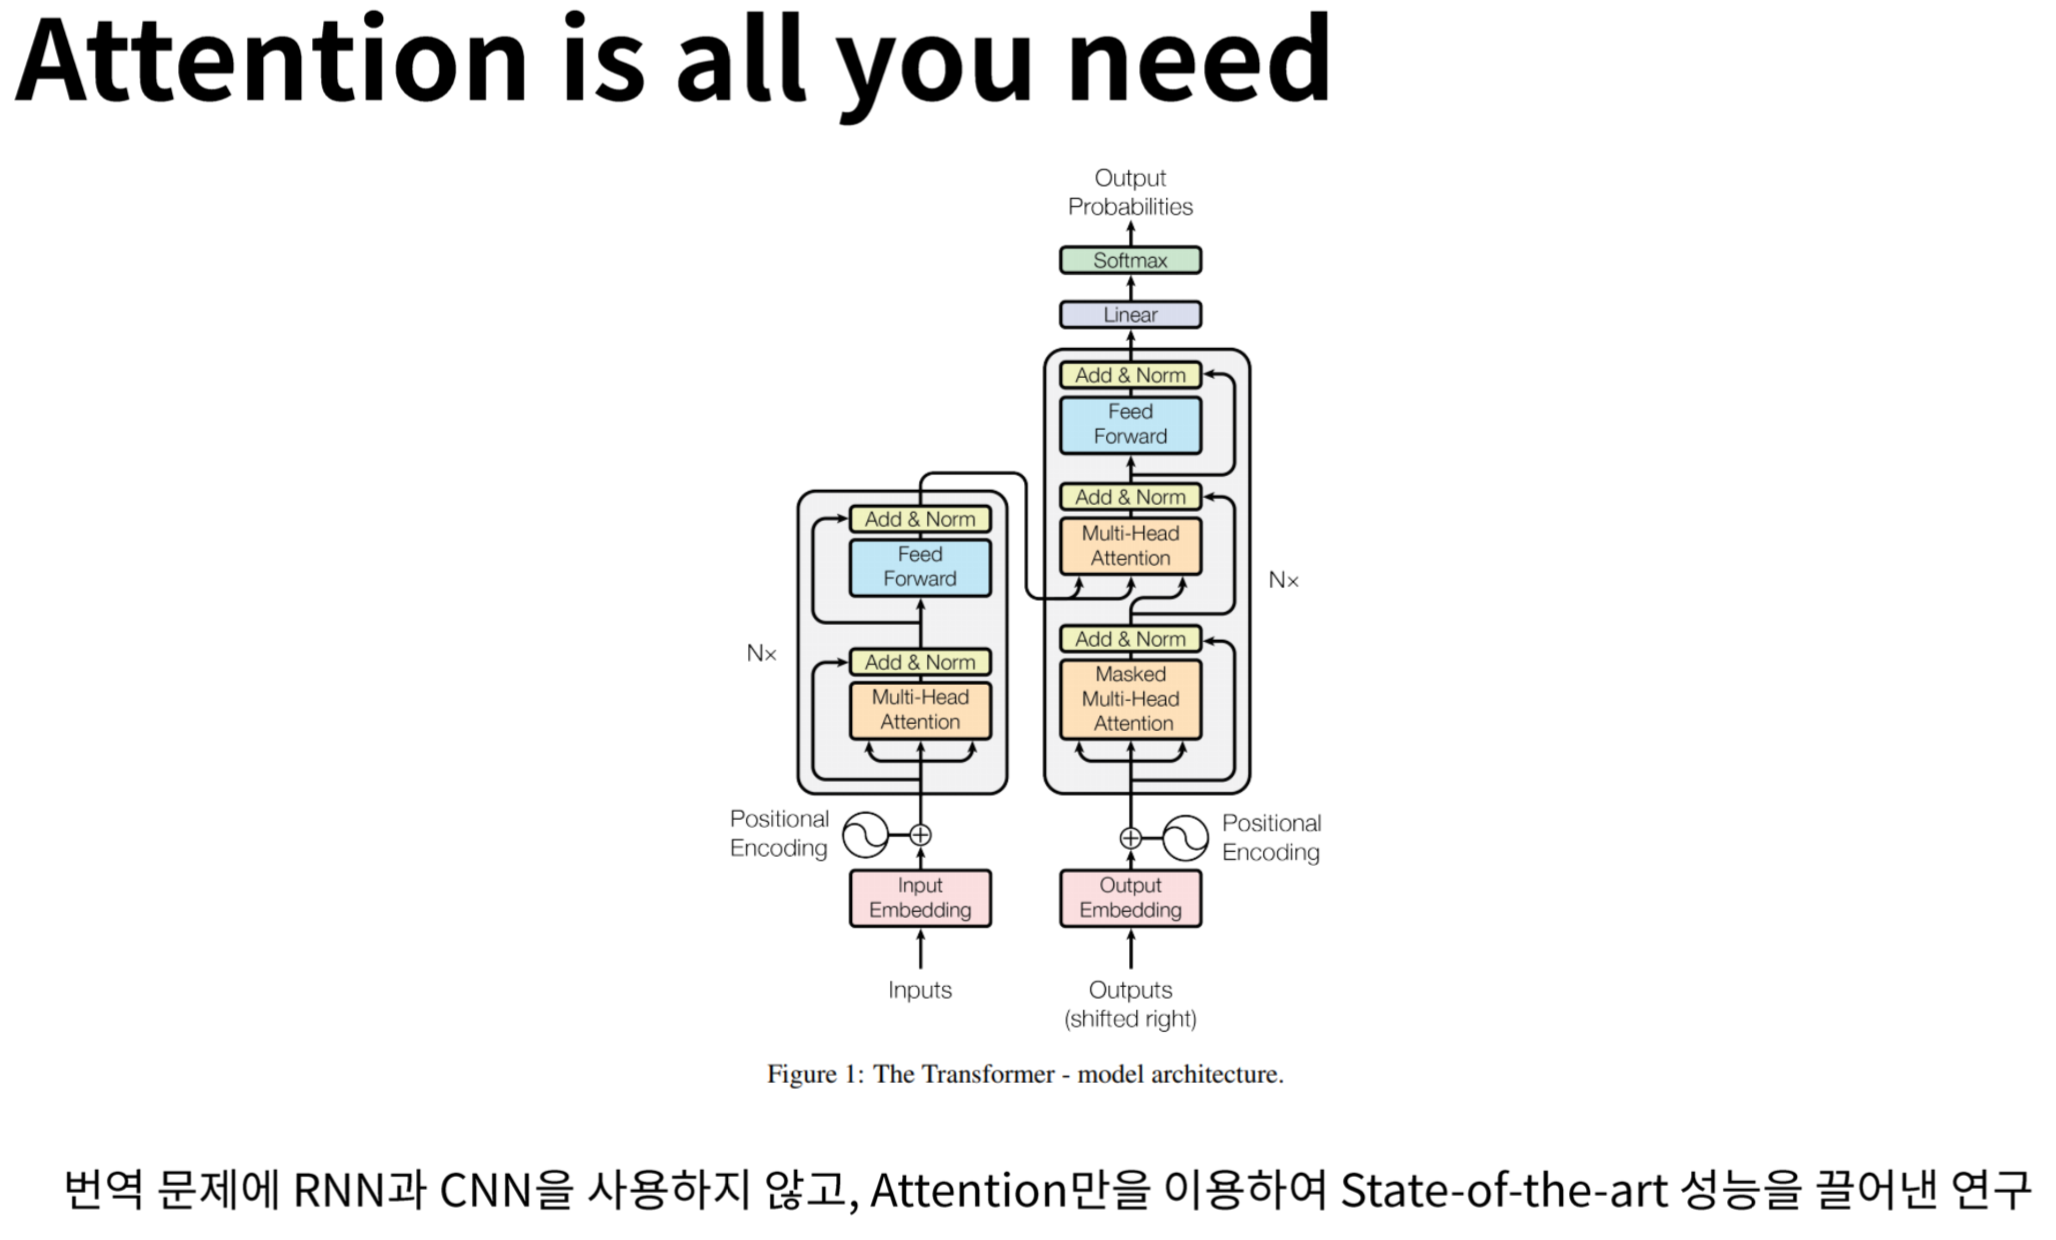 Attention is all you need
Output
Probabilities
Softmax
Linear
Add & Norm
Feed
Forward
Add & Norm
Multi-Head
Attention
N×
Add & Norm
Masked
Multi-Head
Attention
Add & Norm
Feed
Forward
N×
Add & Norm
Multi-Head
Attention
Positional
Encoding
Positional
Encoding
Input
Embedding
Output
Embedding
Inputs
Outputs
(shifted right)
Figure 1: The Transformer - model architecture.
번역 문제에 RNN과 CNN을 사용하지 않고, Attention만을 이용하여 State-of-the-art 성능을 끌어낸 연구